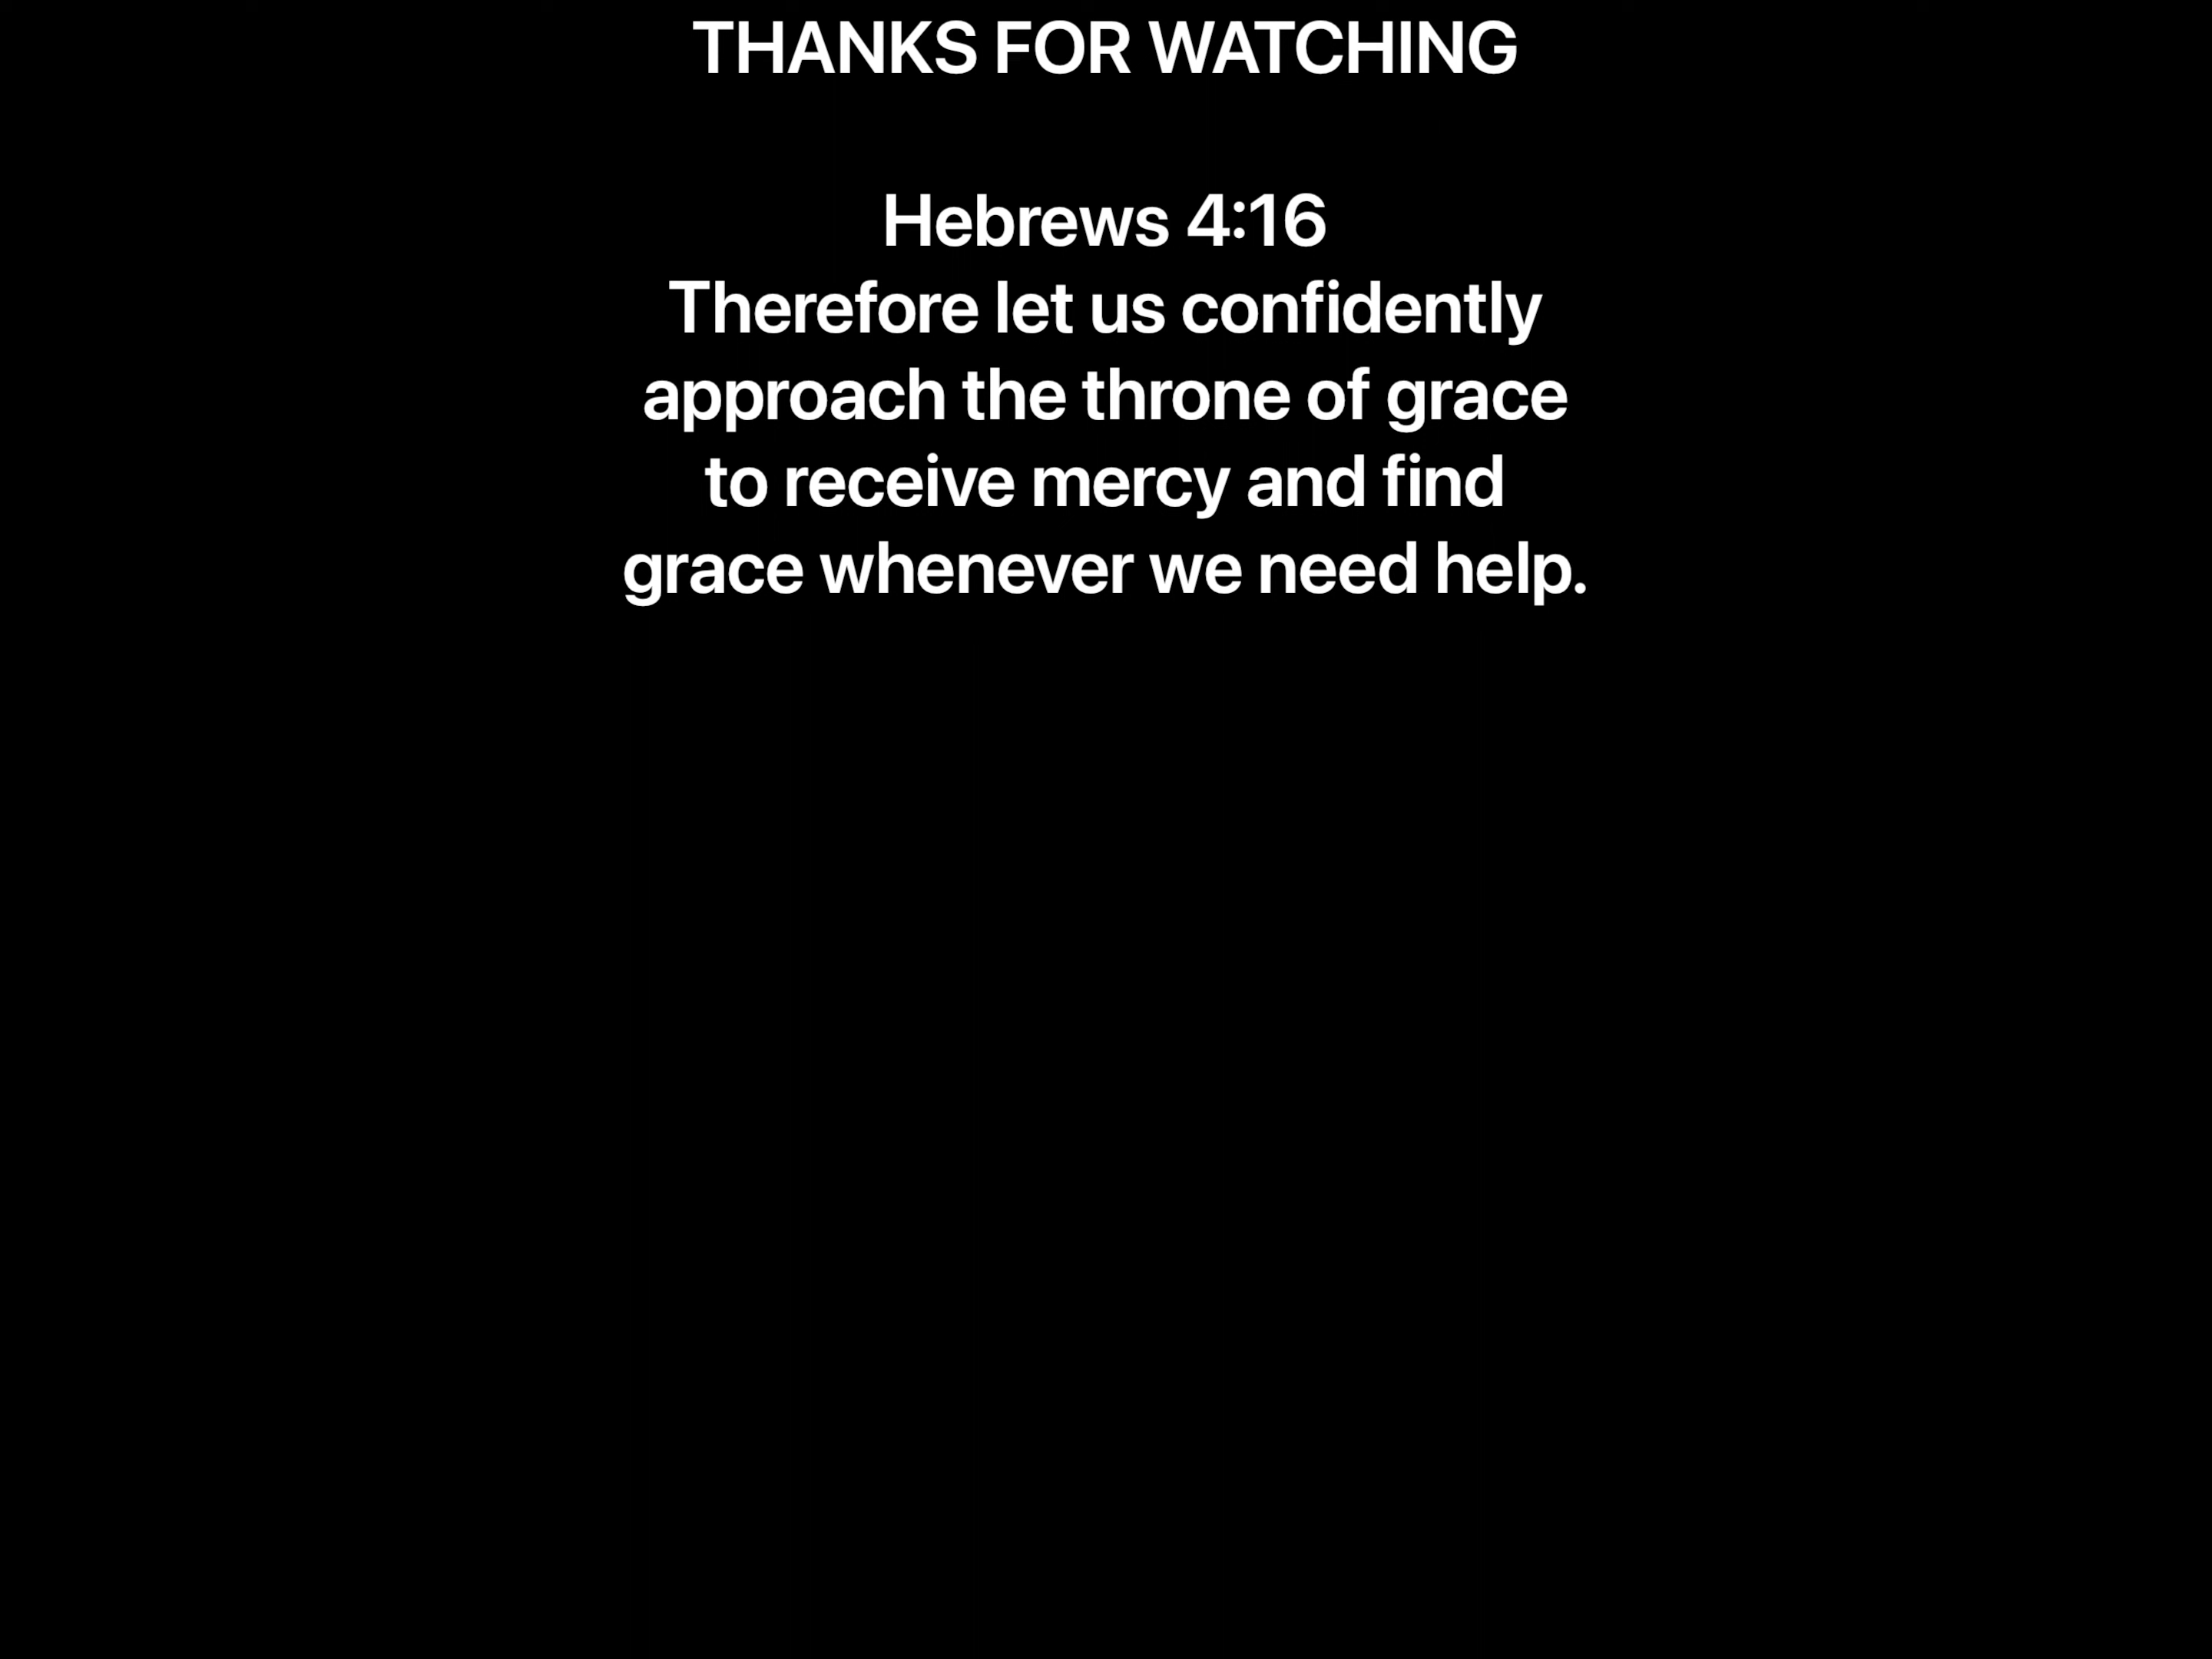 THANKS FOR WATCHING
Hebrews 4:16
Therefore let us confidently
approach the throne of grace
to receive mercy and find
grace whenever we need help.